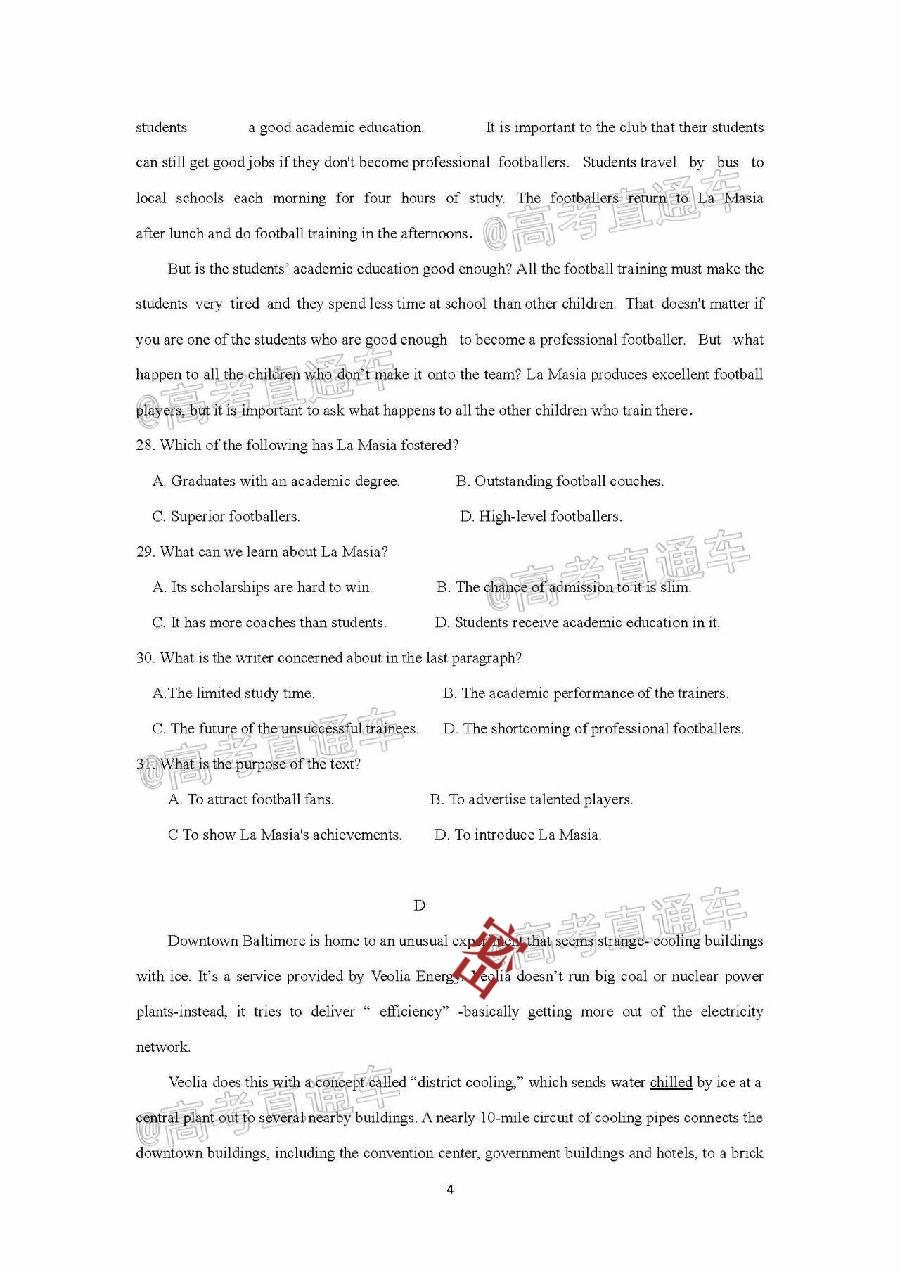 students a good academic education. It is important to the club that their students
can still get good jobs if they don't become professional footballers. Students travel by bus to
local schools each morning for four hours of study. The footballers return to La Masia
@高考直通车
after lunch and do football training in the afternoons.
But is the students' academic education good enough? All the football training must make the
students very tired and they spend less time at school than other children. That doesn't matter if
you are one of the students who are good enough to become a professional footballer. But what
happen to all the children who don't make it onto the team? La Masia produces excellent football
@高考直通车
players, but it is important to ask what happens to all the other children who train there.
28. Which of the following has La Masia fostered?
A. Graduates with an academic degree. B. Outstanding football couches.
C. Superior footballers. D. High-level footballers.
29. What can we learn about La Masia?
@高考直通车
A. Its scholarships are hard to win. B. The chance of admission to it is slim.
C. It has more coaches than students. D. Students receive academic education in it.
30. What is the writer concerned about in the last paragraph?
A.The limited study time. B. The academic performance of the trainers.
C. The future of the unsuccessful trainees. D. The shortcoming of professional footballers.
@高考直通车
31. What is the purpose of the text?
A. To attract football fans. B. To advertise talented players.
C To show La Masia's achievements. D. To introduce La Masia.
D
@高考直通车
Downtown Baltimore is home to an unusual experiment that seems strange- cooling buildings
密
with ice. It's a service provided by Veolia Energy. Veolia doesn't run big coal or nuclear power
plants-instead, it tries to deliver “ efficiency” -basically getting more out of the electricity
network.
Veolia does this with a concept called “district cooling,” which sends water chilled by ice at a
@高考直通车
central plant out to several nearby buildings. A nearly 10-mile circuit of cooling pipes connects the
downtown buildings, including the convention center, government buildings and hotels, to a brick
4